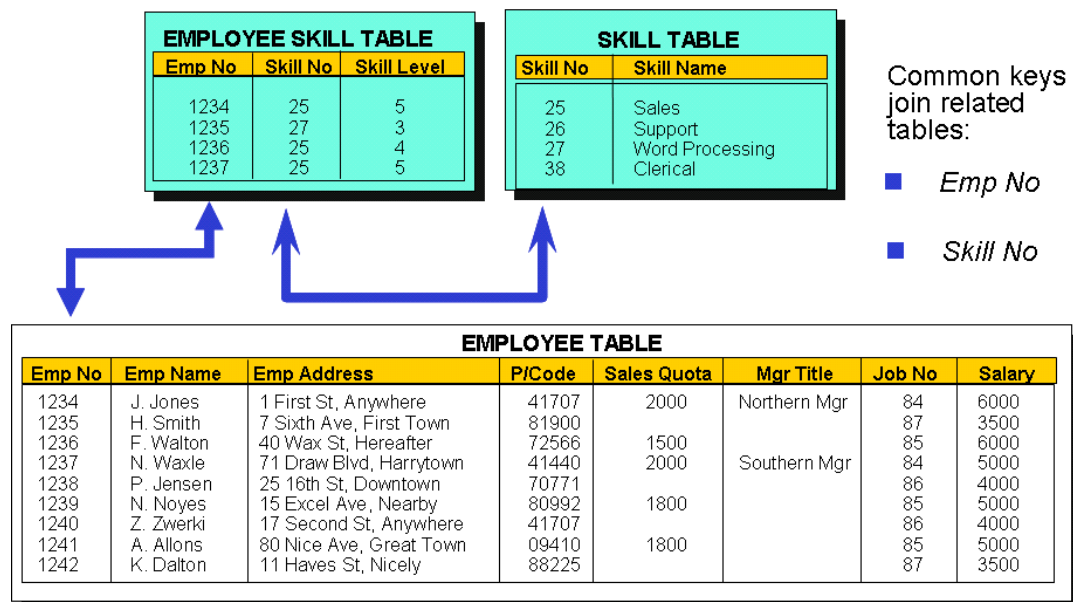 EMPLOYEE SKILL TABLE
Emp No Skill No Skill Level
1234 25 5
1235 27 3
1236 25 4
1237 25 5
SKILL TABLE
Skill No Skill Name
25 Sales
26 Support
27 Word Processing
38 Clerical
Common keys
join related
tables:
Emp No
Skill No
EMPLOYEE TABLE
Emp No Emp Name Emp Address P/Code Sales Quota Mgr Title Job No Salary
1234 J. Jones 1 First St, Anywhere 41707 2000 Northern Mgr 84 6000
1235 H. Smith 7 Sixth Ave, First Town 81900 87 3500
1236 F. Walton 40 Wax St, Hereafter 72566 1500 85 6000
1237 N. Waxle 71 Draw Blvd, Harrytown 41440 2000 Southern Mgr 84 5000
1238 P. Jensen 25 16th St, Downtown 70771 86 4000
1239 N. Noyes 15 Excel Ave, Nearby 80992 1800 85 5000
1240 Z. Zwerki 17 Second St, Anywhere 41707 86 4000
1241 A. Allons 80 Nice Ave, Great Town 09410 1800 85 5000
1242 K. Dalton 11 Haves St, Nicely 88225 87 3500